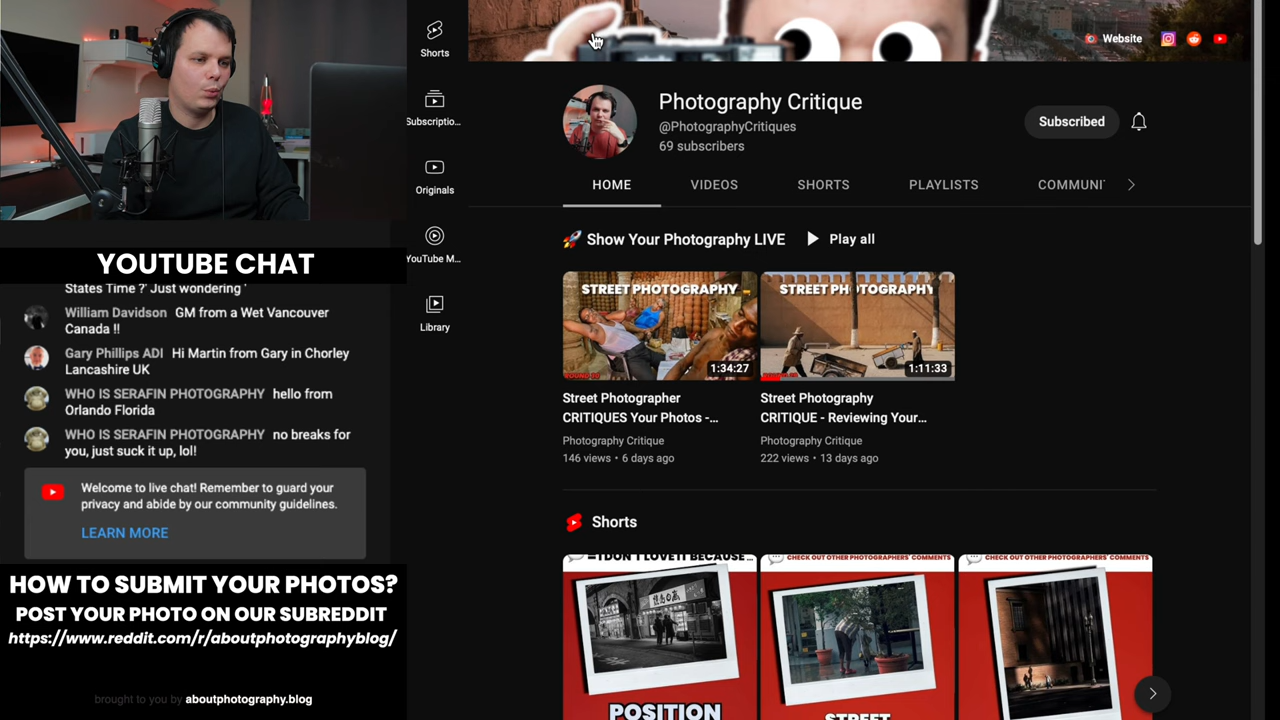 YOUTUBE CHAT
States Time ?' Just wondering '
William Davidson GM from a Wet Vancouver
Canada !!
Gary Phillips ADI Hi Martin from Gary in Chorley
Lancashire UK
WHO IS SERAFIN PHOTOGRAPHY hello from
Orlando Florida
WHO IS SERAFIN PHOTOGRAPHY no breaks for
you, just suck it up, lol!
Welcome to live chat! Remember to guard your
privacy and abide by our community guidelines.
LEARN MORE
HOW TO SUBMIT YOUR PHOTOS?
POST YOUR PHOTO ON OUR SUBREDDIT
https://www.reddit.com/r/aboutphotographyblog/
brought to you by aboutphotography.blog
Shorts
Subscriptio...
Originals
YouTube M...
Library
Website
Photography Critique
@PhotographyCritiques
69 subscribers
Subscribed
HOME VIDEOS SHORTS PLAYLISTS COMMUNI
🚀 Show Your Photography LIVE Play all
STREET PHOTOGRAPHY
1:34:27
Street Photographer
CRITIQUES Your Photos -...
Photography Critique
146 views • 6 days ago
STREET PHOTOGRAPHY
1:11:33
Street Photography
CRITIQUE - Reviewing Your...
Photography Critique
222 views • 13 days ago
Shorts
=I DON'T LOVE IT BECAUSE ...
POSITION
CHECK OUT OTHER PHOTOGRAPHERS' COMMENTS
STREET
CHECK OUT OTHER PHOTOGRAPHERS' COMMENTS